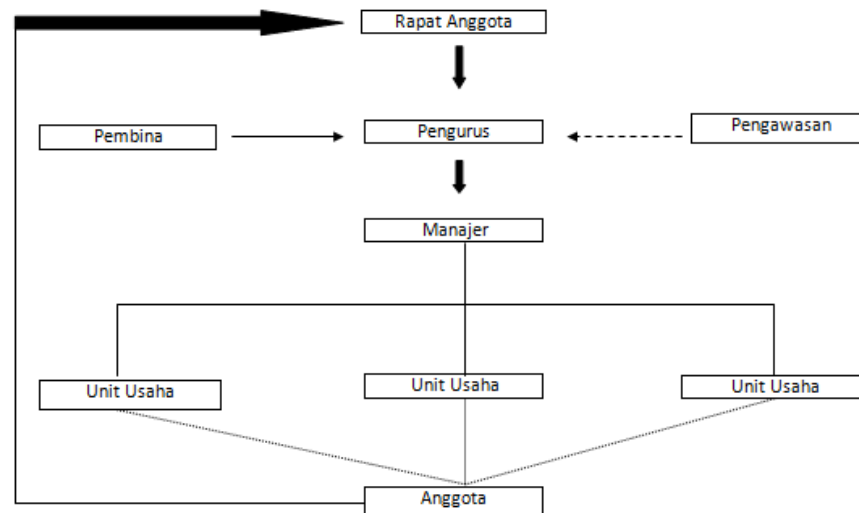 Rapat Anggota
Pembina
Pengurus
Pengawasan
Manajer
Unit Usaha
Unit Usaha
Unit Usaha
Anggota